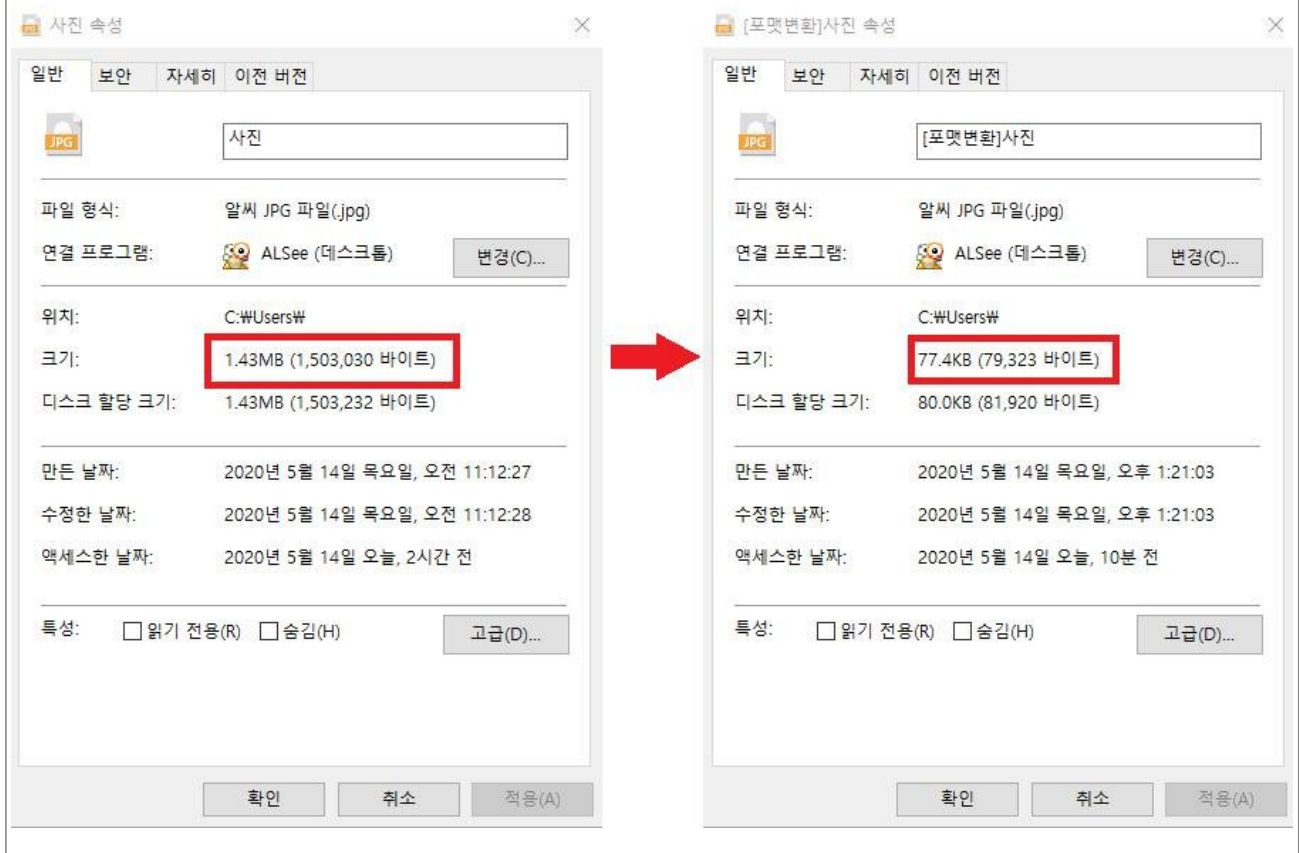 사진 속성
일반 보안 자세히 이전 버전
JPG
사진
파일 형식: 알씨 JPG 파일(.jpg)
연결 프로그램: ALSee (데스크톱) 변경(C)...
위치: C:₩Users₩
크기: 1.43MB (1,503,030 바이트)
디스크 할당 크기: 1.43MB (1,503,232 바이트)
만든 날짜: 2020년 5월 14일 목요일, 오전 11:12:27
수정한 날짜: 2020년 5월 14일 목요일, 오전 11:12:28
액세스한 날짜: 2020년 5월 14일 오늘, 2시간 전
특성: 읽기 전용(R) 숨김(H) 고급(D)...
확인 취소 적용(A)
[포맷변환]사진 속성
일반 보안 자세히 이전 버전
JPG
[포맷변환]사진
파일 형식: 알씨 JPG 파일(.jpg)
연결 프로그램: ALSee (데스크톱) 변경(C)...
위치: C:₩Users₩
크기: 77.4KB (79,323 바이트)
디스크 할당 크기: 80.0KB (81,920 바이트)
만든 날짜: 2020년 5월 14일 목요일, 오후 1:21:03
수정한 날짜: 2020년 5월 14일 목요일, 오후 1:21:03
액세스한 날짜: 2020년 5월 14일 오늘, 10분 전
특성: 읽기 전용(R) 숨김(H) 고급(D)...
확인 취소 적용(A)